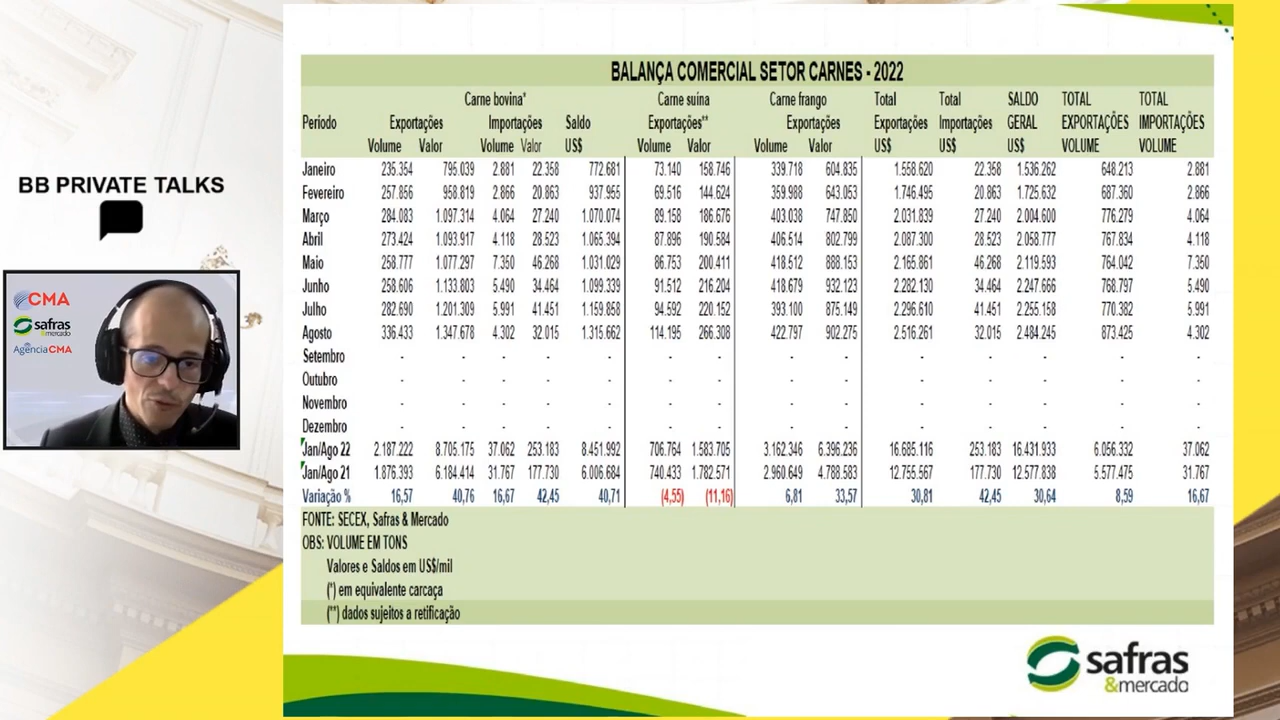 BB PRIVATE TALKS
CMA
safras
&mercado
Agência CMA
BALANÇA COMERCIAL SETOR CARNES - 2022
Carne bovina* Carne suína Carne frango Total Total SALDO TOTAL TOTAL
Período Exportações Importações Saldo Exportações** Exportações Exportações Importações GERAL EXPORTAÇÕES IMPORTAÇÕES
Volume Valor Volume Valor US$ Volume Valor Volume Valor US$ US$ US$ VOLUME VOLUME
Janeiro 235.354 795.039 2.881 22.358 772.681 73.140 158.746 339.718 604.835 1.558.620 22.358 1.536.262 648.213 2.881
Fevereiro 257.856 958.819 2.866 20.863 937.955 69.516 144.624 359.988 643.053 1.746.495 20.863 1.725.632 687.360 2.866
Março 284.083 1.097.314 4.064 27.240 1.070.074 89.158 186.676 403.038 747.850 2.031.839 27.240 2.004.600 776.279 4.064
Abril 273.424 1.093.917 4.118 28.523 1.065.394 87.896 190.584 406.514 802.799 2.087.300 28.523 2.058.777 767.834 4.118
Maio 258.777 1.077.297 7.350 46.268 1.031.029 86.753 200.411 418.512 888.153 2.165.861 46.268 2.119.593 764.042 7.350
Junho 258.606 1.133.803 5.490 34.464 1.099.339 91.512 216.204 418.679 932.123 2.282.130 34.464 2.247.666 768.797 5.490
Julho 282.690 1.201.309 5.991 41.451 1.159.858 94.592 220.152 393.100 875.149 2.296.610 41.451 2.255.158 770.382 5.991
Agosto 336.433 1.347.678 4.302 32.015 1.315.662 114.195 266.308 422.797 902.275 2.516.261 32.015 2.484.245 873.425 4.302
Setembro - - - - - - - - - - - - - -
Outubro - - - - - - - - - - - - - -
Novembro - - - - - - - - - - - - - -
Dezembro - - - - - - - - - - - - - -
Jan/Ago 22 2.187.222 8.705.175 37.062 253.183 8.451.992 706.764 1.583.705 3.162.346 6.396.236 16.685.116 253.183 16.431.933 6.056.332 37.062
Jan/Ago 21 1.876.393 6.184.414 31.767 177.730 6.006.684 740.433 1.782.571 2.960.649 4.788.583 12.755.567 177.730 12.577.838 5.577.475 31.767
Variação % 16,57 40,76 16,67 42,45 40,71 (4,55) (11,16) 6,81 33,57 30,81 42,45 30,64 8,59 16,67
FONTE: SECEX, Safras & Mercado
OBS: VOLUME EM TONS
Valores e Saldos em US$/mil
(*) em equivalente carcaça
(**) dados sujeitos a retificação
safras
&mercado